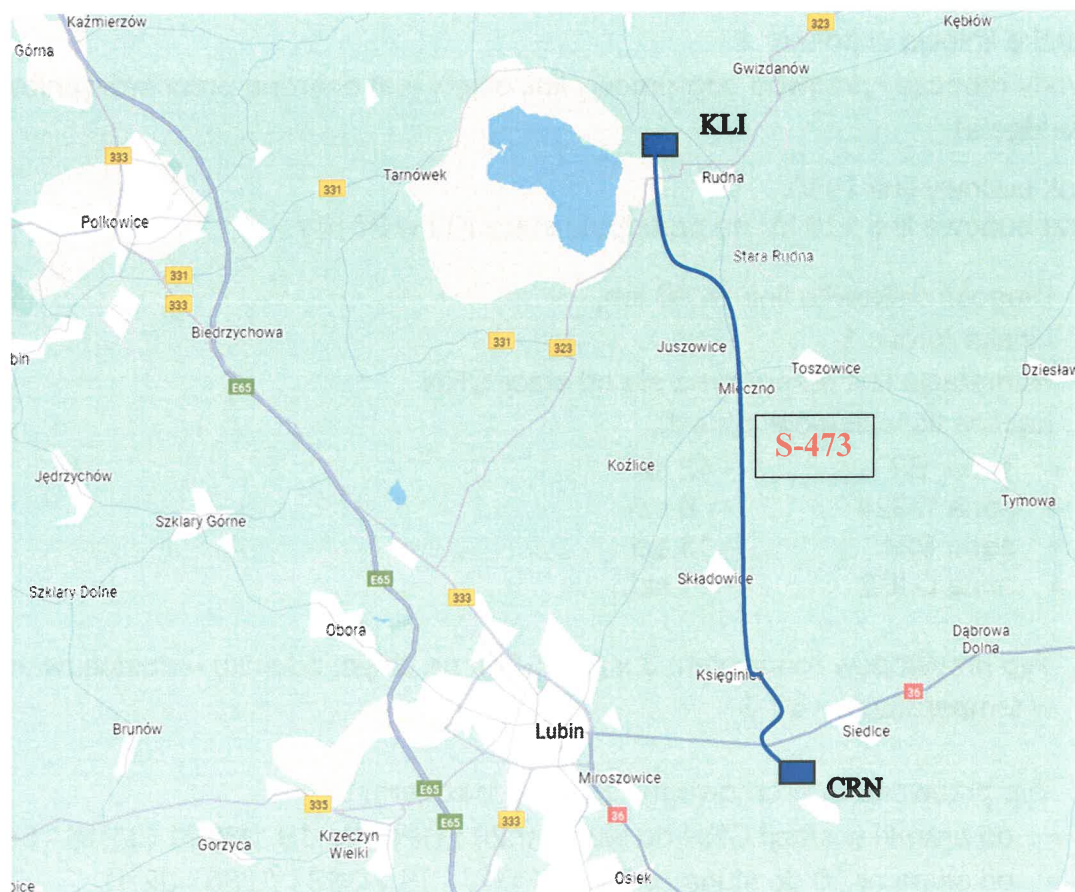 Kaźmierzów
Kębłów
323
Górna
Gwizdanów
KLI
333
Tarnówek
331
Rudna
Polkowice
Stara Rudna
331
333
Biedrzychowa
331
323
Juszowice
bin
Toszowice
Dziesław
E65
Mleczno
S-473
Koźlice
Jędrzychów
Tymowa
Szklary Górne
E65
Składowice
Szklary Dolne
333
Obora
Dąbrowa
Dolna
Księginice
36
Brunów
Lubin
Siedlce
Miroszowice
CRN
E65
335
333
36
E65
Krzeczyn
Wielki
Gorzyca
Osiek
oice